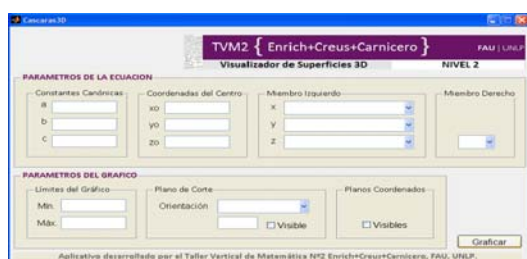 Cascaras3D
TVM2 { Enrich+Creus+Carnicero } FAU | UNLP
Visualizador de Superficies 3D NIVEL 2
PARAMETROS DE LA ECUACION
Constantes Canónicas Coordenadas del Centro Miembro Izquierdo Miembro Derecho
a xo x
b yo y
c zo z
PARAMETROS DEL GRAFICO
Límites del Gráfico Plano de Corte Planos Coordenados
Mín. Orientación
Máx. Visible Visibles
Graficar
Aplicativo desarrollado por el Taller Vertical de Matemática Nº2 Enrich+Creus+Carnicero. FAU. UNLP.